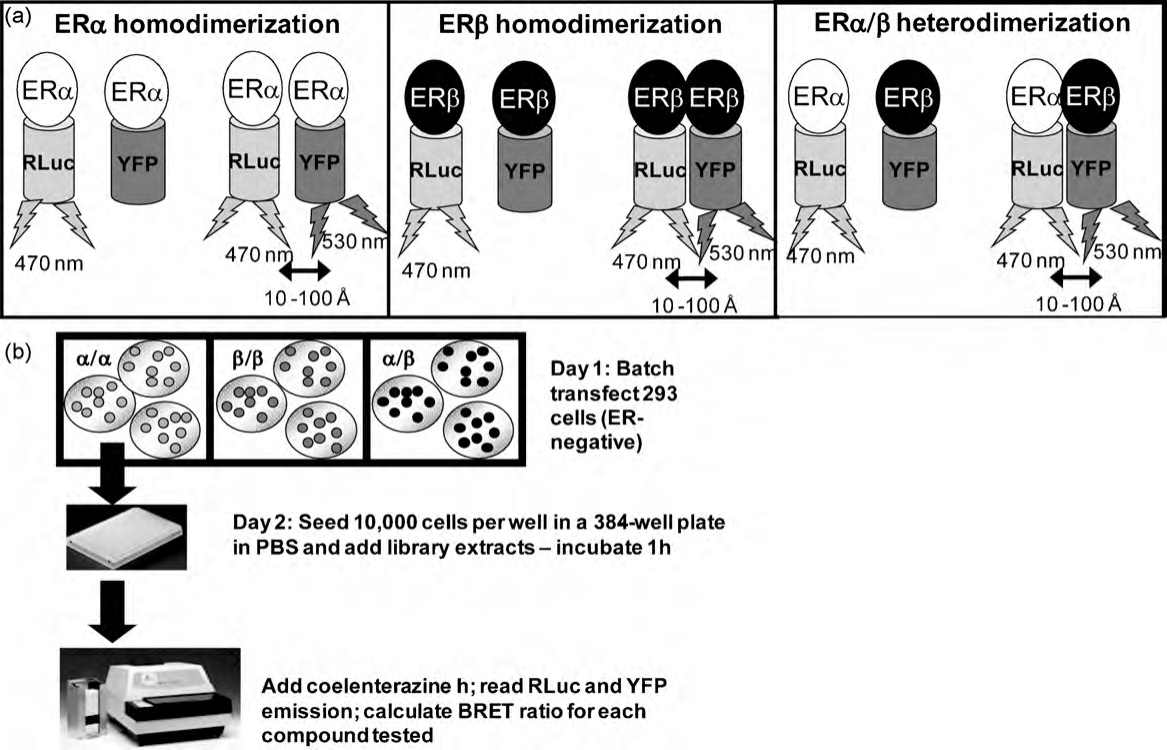 (a)
ERα homodimerization
ERα
ERα
ERα
ERα
RLuc
YFP
RLuc
YFP
470 nm
470 nm
530 nm
10 -100 Å
ERβ homodimerization
ERβ
ERβ
ERβ
ERβ
RLuc
YFP
RLuc
YFP
470 nm
470 nm
530 nm
10 -100 Å
ERα/β heterodimerization
ERα
ERβ
ERα
ERβ
RLuc
YFP
RLuc
YFP
470 nm
470 nm
530 nm
10 -100 Å
(b)
α/α
β/β
α/β
Day 1: Batch
transfect 293
cells (ER-
negative)
Day 2: Seed 10,000 cells per well in a 384-well plate
in PBS and add library extracts – incubate 1h
Add coelenterazine h; read RLuc and YFP
emission; calculate BRET ratio for each
compound tested